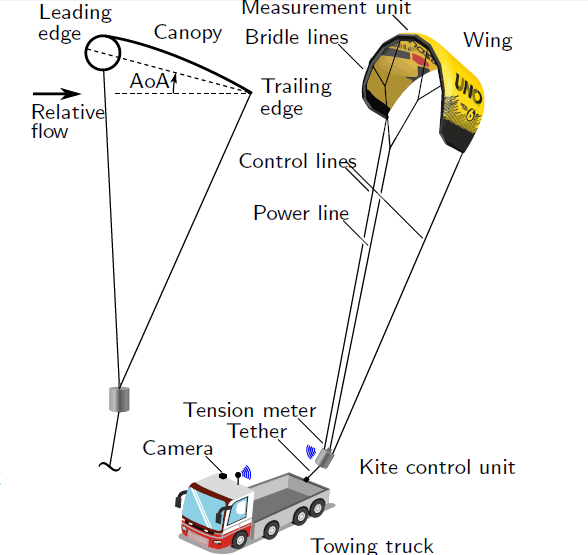 Leading
edge
Canopy
AoA
Relative
flow
Trailing
edge
Measurement unit
Bridle lines
Wing
UNO
Control lines
Power line
Tension meter
Tether
Camera
Kite control unit
Towing truck